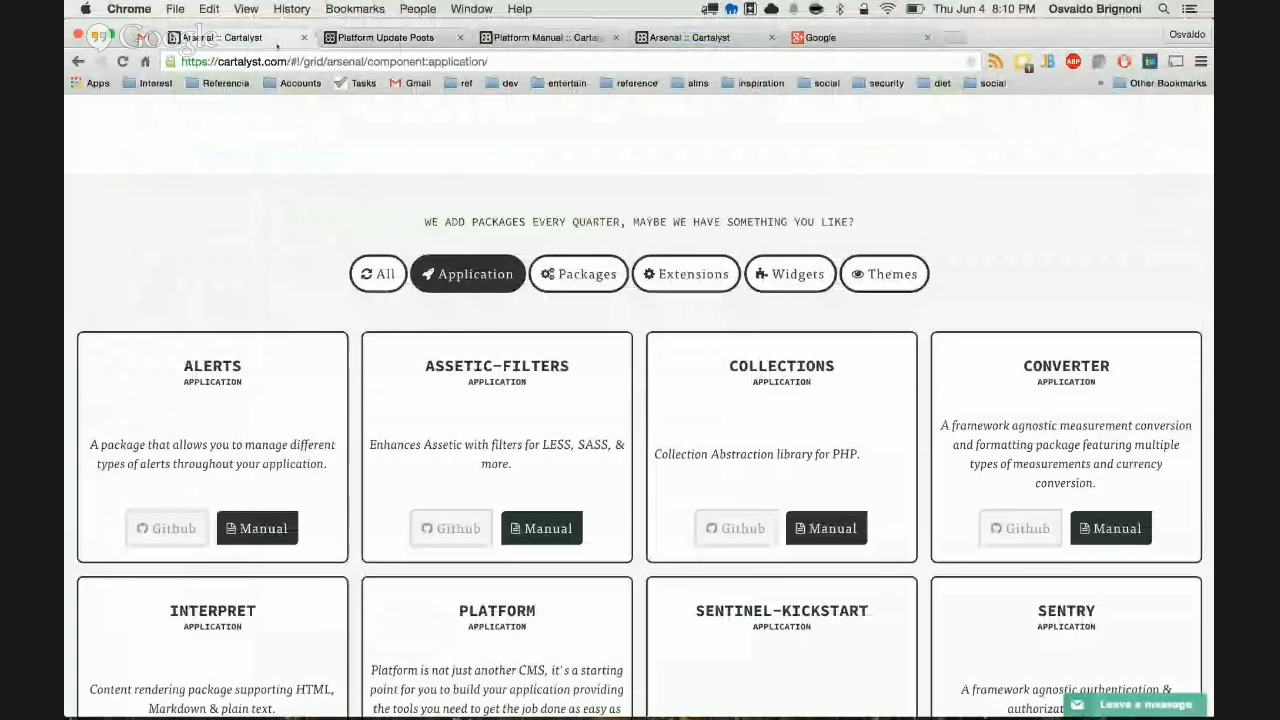 Chrome File Edit View History Bookmarks People Window Help Thu Jun 4 8:10 PM Osvaldo Brignoni
Google
Arsenal :: Cartalyst Platform Update Posts Platform Manual :: Cartal Arsenal :: Cartalyst Google Osvaldo
https://cartalyst.com/#!/grid/arsenal/component:application/
Apps Interest Referencia Accounts Tasks Gmail ref dev entertain reference alms inspiration social security diet social » Other Bookmarks
WE ADD PACKAGES EVERY QUARTER, MAYBE WE HAVE SOMETHING YOU LIKE?
All Application Packages Extensions Widgets Themes
ALERTS
APPLICATION
A package that allows you to manage different
types of alerts throughout your application.
Github Manual
ASSETIC-FILTERS
APPLICATION
Enhances Assetic with filters for LESS, SASS, &
more.
Github Manual
COLLECTIONS
APPLICATION
Collection Abstraction library for PHP.
Github Manual
CONVERTER
APPLICATION
A framework agnostic measurement conversion
and formatting package featuring multiple
types of measurements and currency
conversion.
Github Manual
INTERPRET
APPLICATION
Content rendering package supporting HTML,
Markdown & plain text.
PLATFORM
APPLICATION
Platform is not just another CMS, it's a starting
point for you to build your application providing
the tools you need to get the job done as easy as
SENTINEL-KICKSTART
APPLICATION
SENTRY
APPLICATION
A framework agnostic authentication &
Leave a message